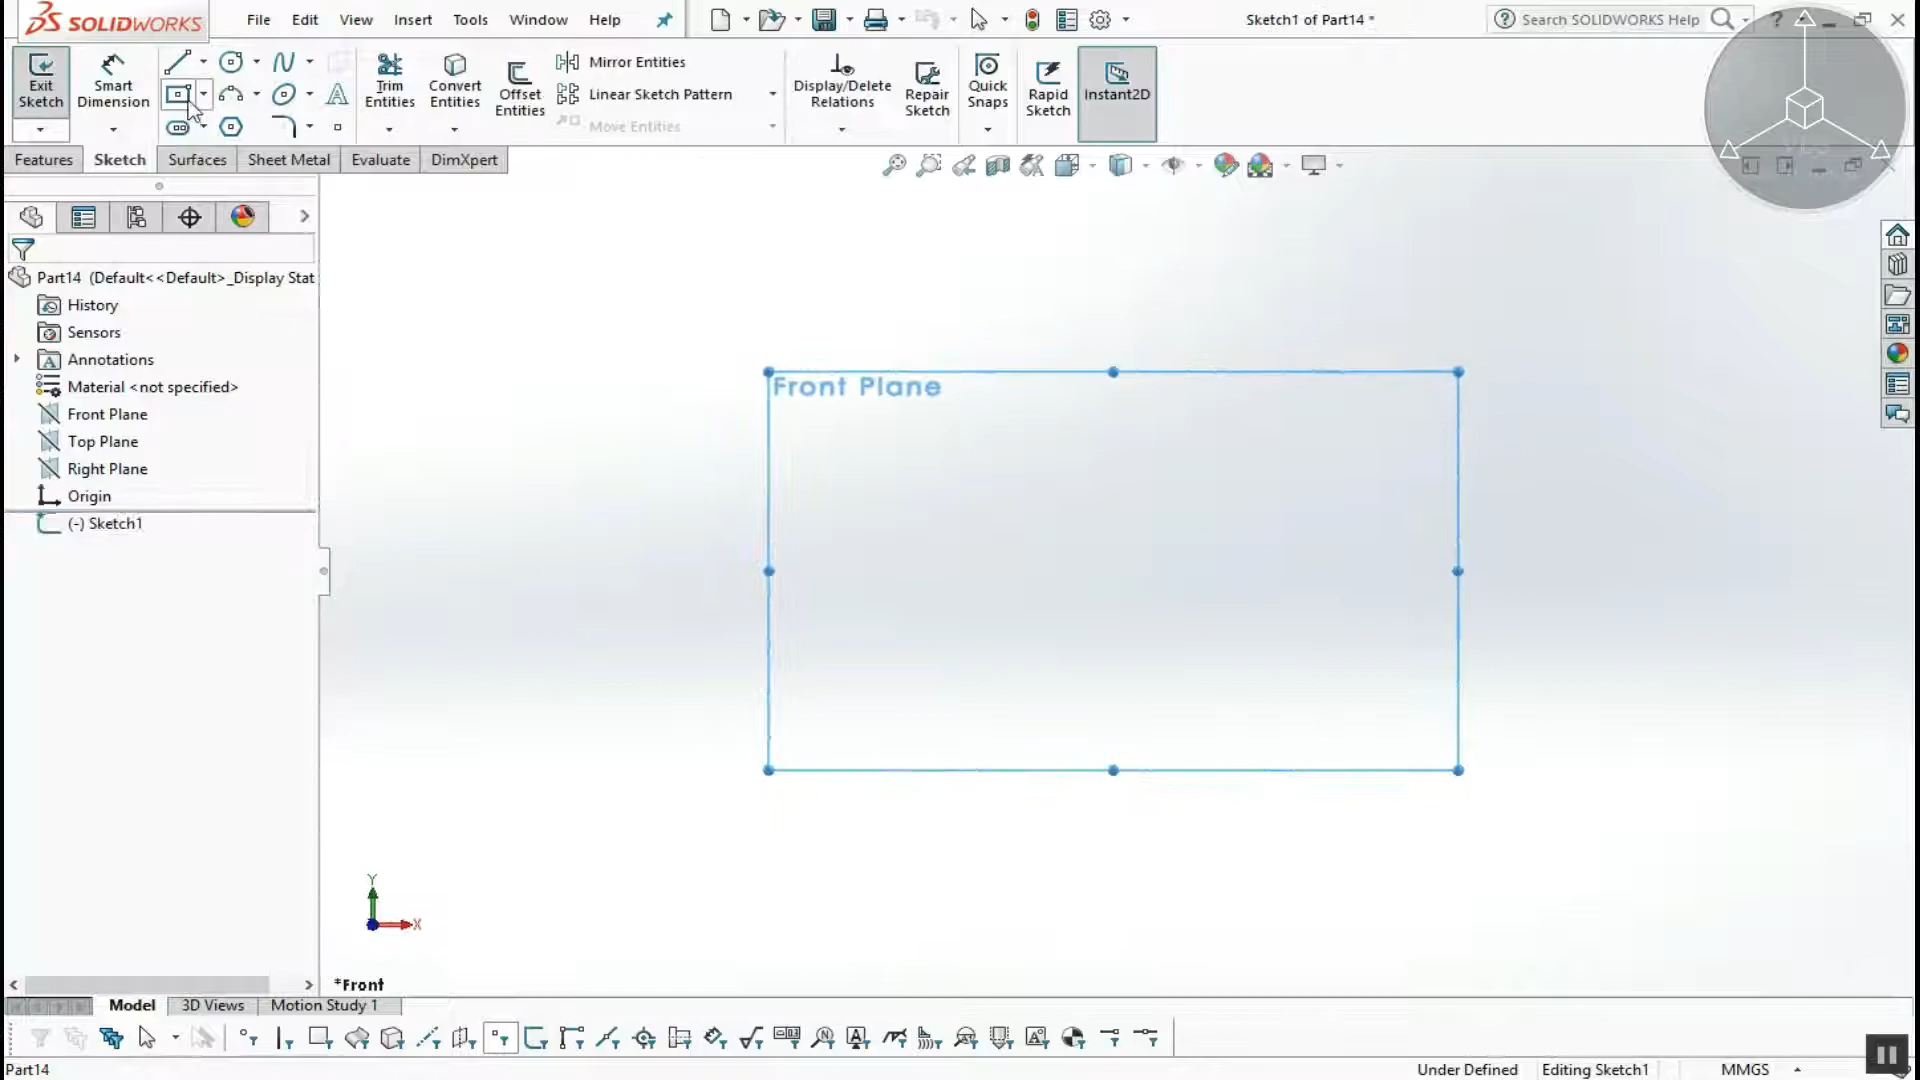 SOLIDWORKS
File Edit View Insert Tools Window Help
Sketch1 of Part14 *
Search SOLIDWORKS Help
Exit Sketch
Smart Dimension
Trim Entities
Convert Entities
Offset Entities
Mirror Entities
Linear Sketch Pattern
Move Entities
Display/Delete Relations
Repair Sketch
Quick Snaps
Rapid Sketch
Instant2D
Features Sketch Surfaces Sheet Metal Evaluate DimXpert
Part14 (Default<<Default>_Display Stat
History
Sensors
Annotations
Material <not specified>
Front Plane
Top Plane
Right Plane
Origin
(-) Sketch1
Front Plane
Y
X
*Front
Model 3D Views Motion Study 1
Part14
Under Defined Editing Sketch1 MMGS